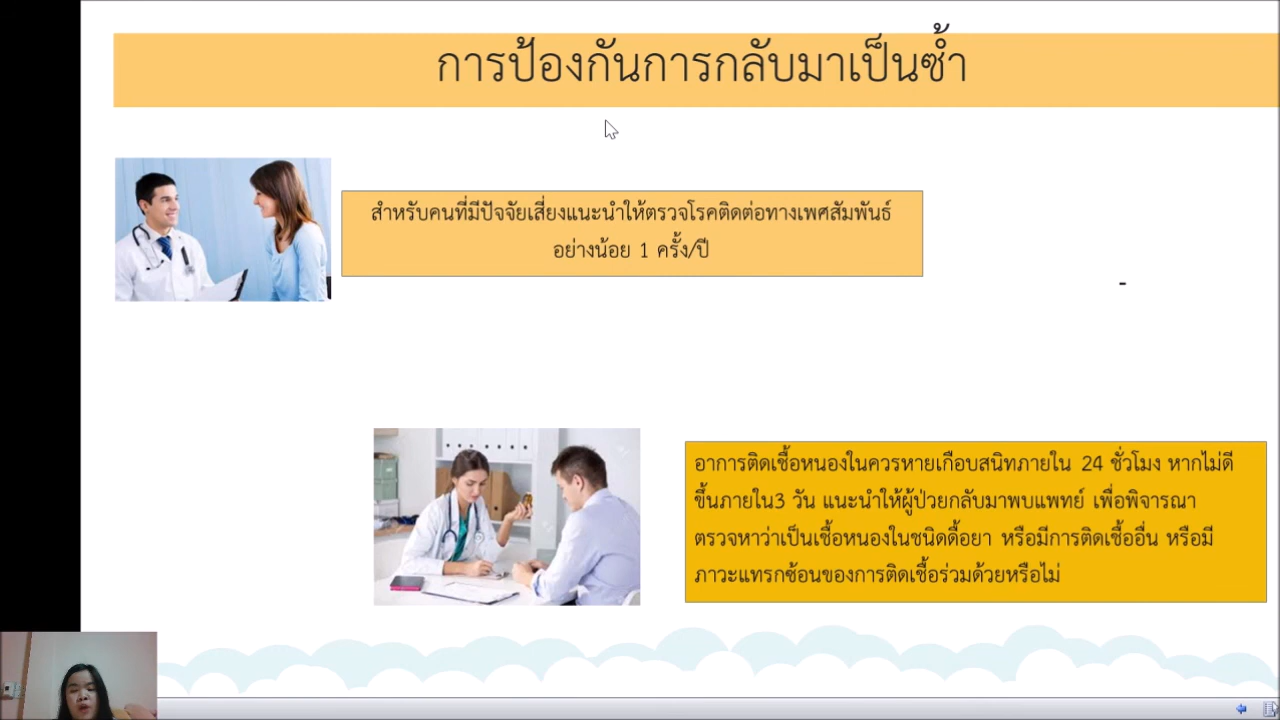 การป้องกันการกลับมาเป็นซ้ำ
สำหรับคนที่มีปัจจัยเสี่ยงแนะนำให้ตรวจโรคติดต่อทางเพศสัมพันธ์
อย่างน้อย 1 ครั้ง/ปี
-
อาการติดเชื้อหนองในควรหายเกือบสนิทภายใน 24 ชั่วโมง หากไม่ดี
ขึ้นภายใน3 วัน แนะนำให้ผู้ป่วยกลับมาพบแพทย์ เพื่อพิจารณา
ตรวจหาว่าเป็นเชื้อหนองในชนิดดื้อยา หรือมีการติดเชื้ออื่น หรือมี
ภาวะแทรกซ้อนของการติดเชื้อร่วมด้วยหรือไม่